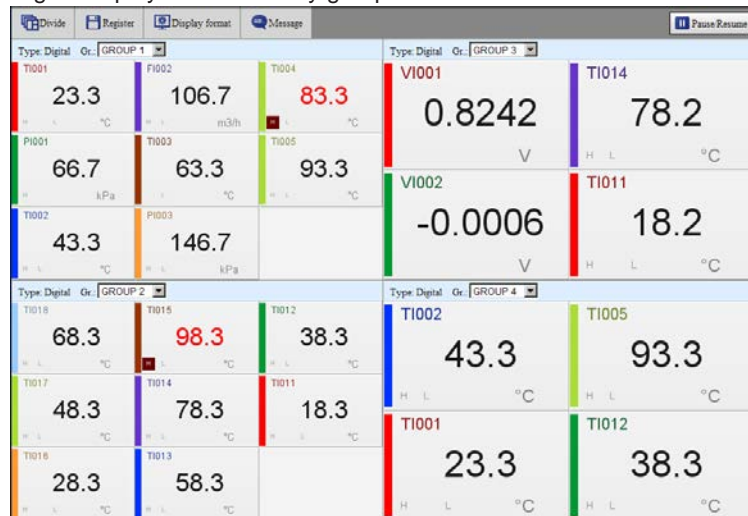 Divide Register Display format Message Pause/Resume
Type: Digital Gr.: GROUP 1
TI001 FI002 TI004
23.3 106.7 83.3
H L °C H L m3/h H L °C
PI001 TI003 TI005
66.7 63.3 93.3
H kPa L °C H L °C
TI002 PI003
43.3 146.7
H L °C H L kPa
Type: Digital Gr.: GROUP 3
VI001 TI014
0.8242 78.2
V H L °C
VI002 TI011
-0.0006 18.2
V H L °C
Type: Digital Gr.: GROUP 2
TI018 TI015 TI012
68.3 98.3 38.3
H L °C H L °C H L °C
TI017 TI014 TI011
48.3 78.3 18.3
H L °C H L °C H L °C
TI016 TI013
28.3 58.3
H L °C H L °C
Type: Digital Gr.: GROUP 4
TI002 TI005
43.3 93.3
H L °C H L °C
TI001 TI012
23.3 38.3
H L °C H L °C